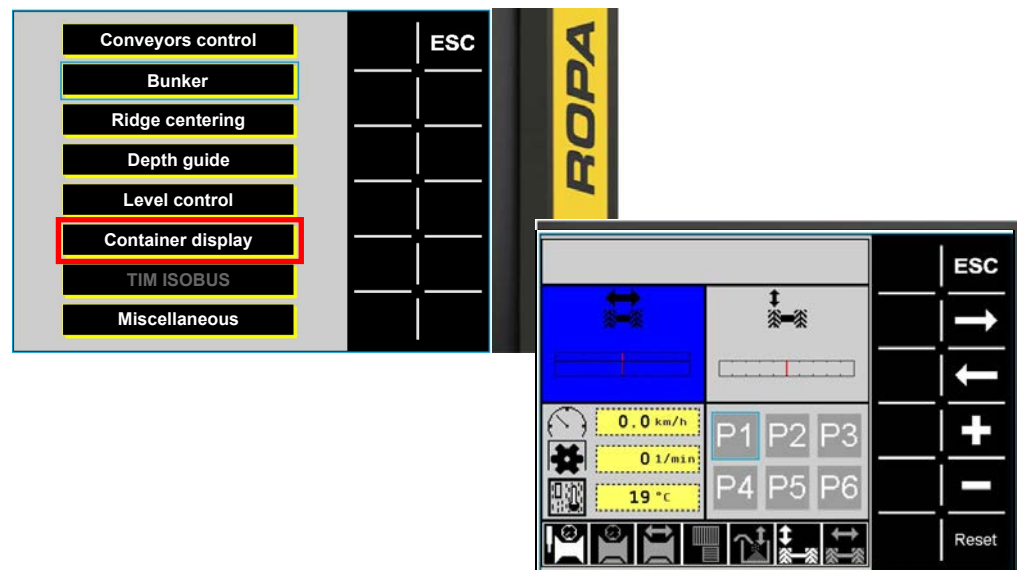 Conveyors control
ESC
Bunker
Ridge centering
Depth guide
Level control
Container display
TIM ISOBUS
Miscellaneous
ROPA
ESC
0.0 km/h
0 1/min
19 °C
P1 P2 P3
P4 P5 P6
Reset